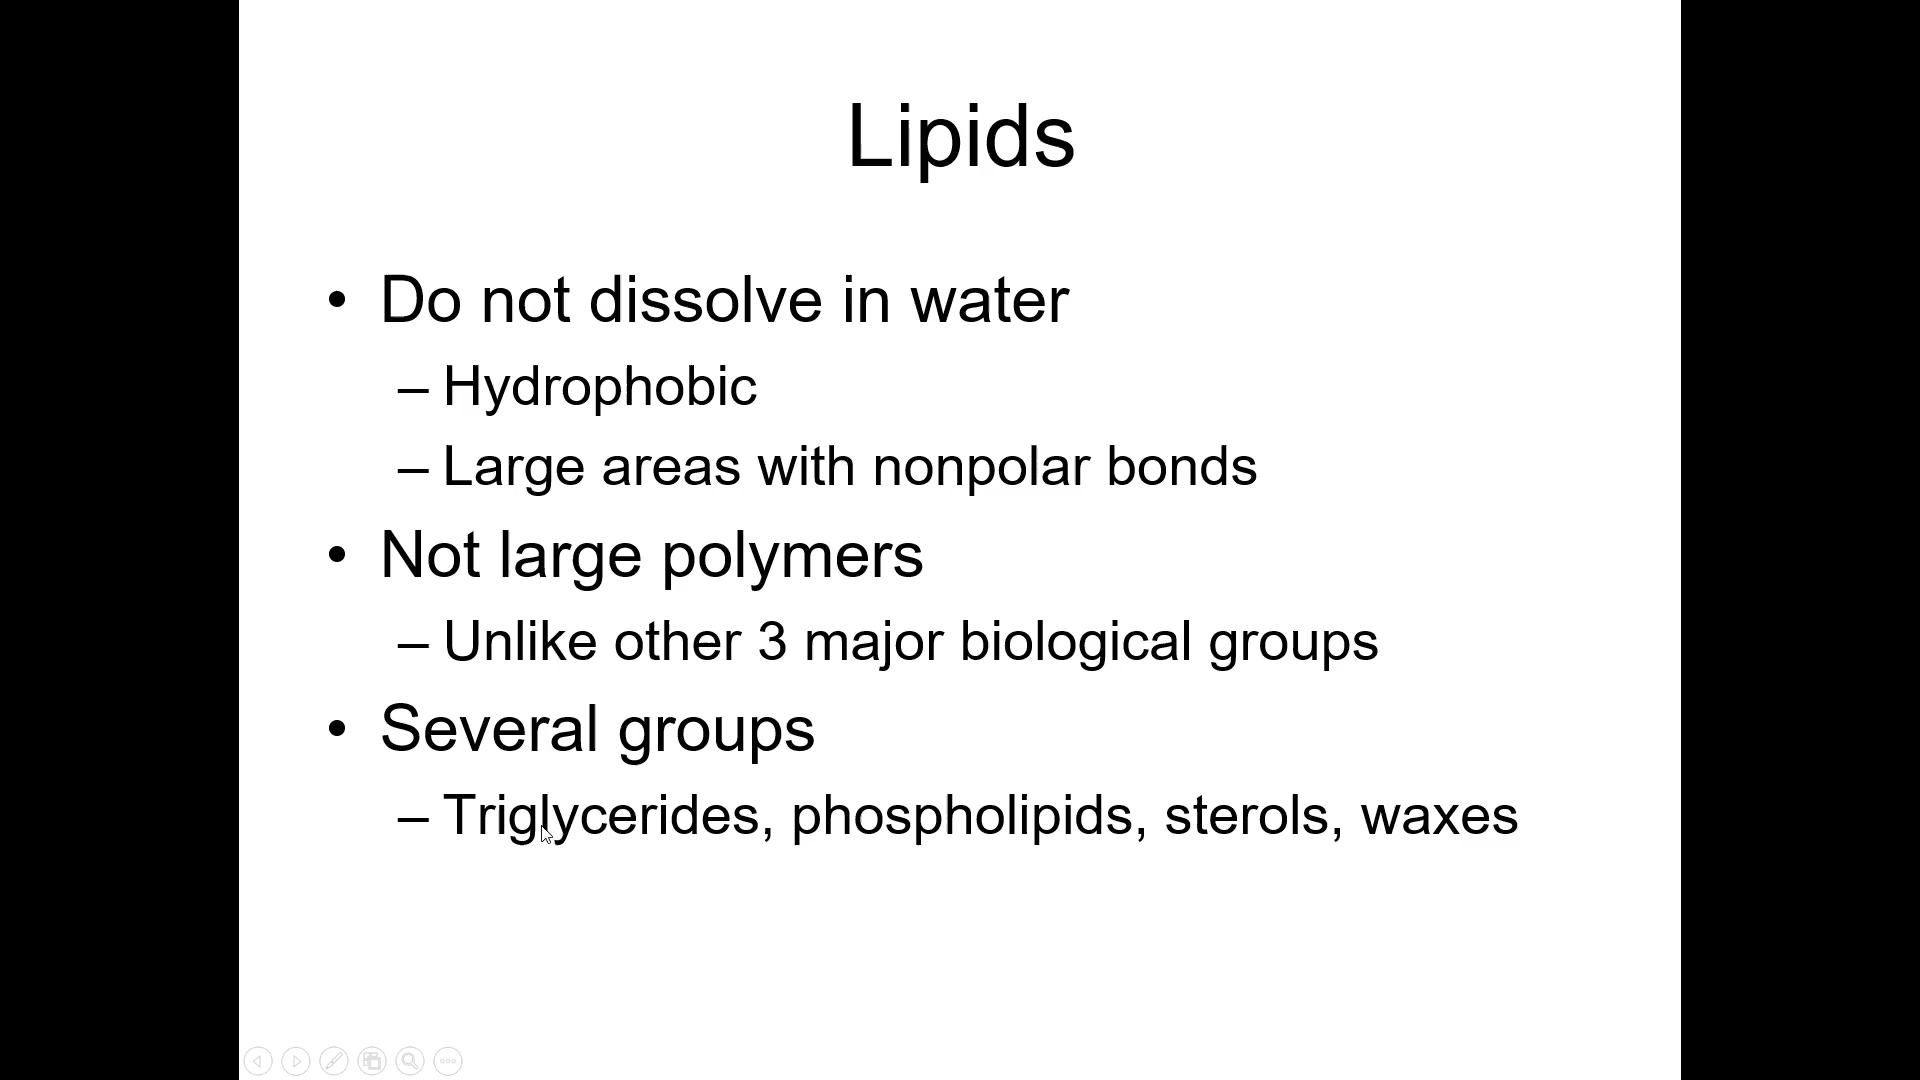 Lipids
• Do not dissolve in water
– Hydrophobic
– Large areas with nonpolar bonds
• Not large polymers
– Unlike other 3 major biological groups
• Several groups
– Triglycerides, phospholipids, sterols, waxes